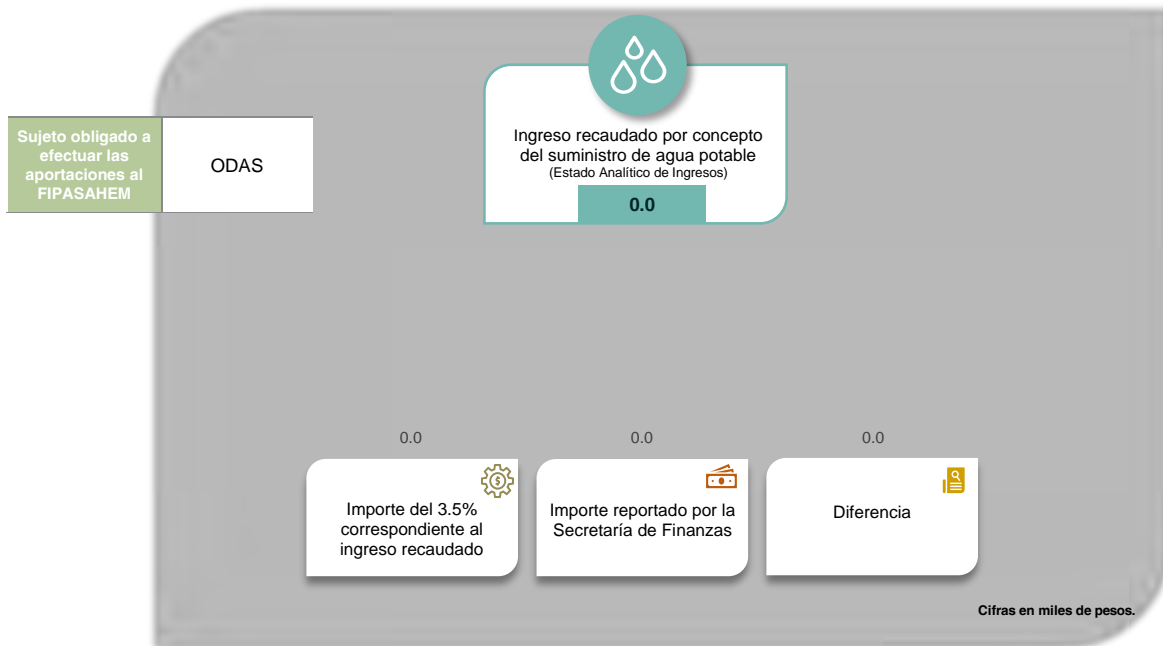 Sujeto obligado a
efectuar las
aportaciones al
FIPASAHEM
ODAS
Ingreso recaudado por concepto
del suministro de agua potable
(Estado Analítico de Ingresos)
0.0
0.0
0.0
0.0
Importe del 3.5%
correspondiente al
ingreso recaudado
Importe reportado por la
Secretaría de Finanzas
Diferencia
Cifras en miles de pesos.